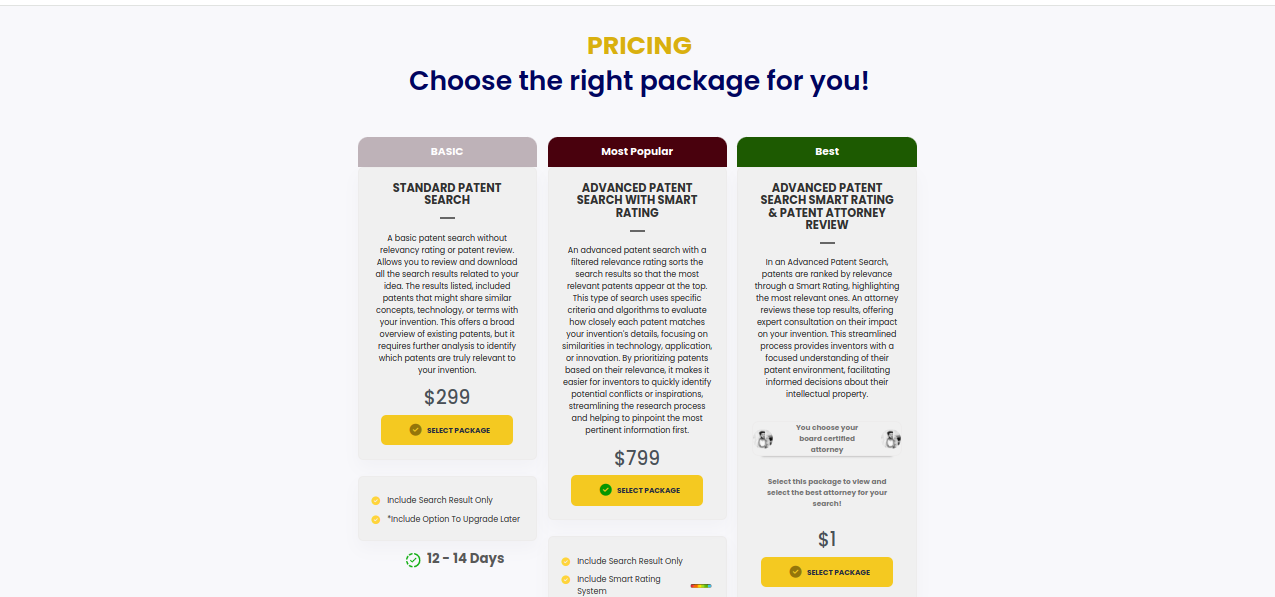 PRICING
Choose the right package for you!
BASIC
STANDARD PATENT
SEARCH
A basic patent search without
relevancy rating or patent review.
Allows you to review and download
all the search results related to your
idea. The results listed, included
patents that might share similar
concepts, technology, or terms with
your invention. This offers a broad
overview of existing patents, but it
requires further analysis to identify
which patents are truly relevant to
your invention.
$299
SELECT PACKAGE
Include Search Result Only
*Include Option To Upgrade Later
12 - 14 Days
Most Popular
ADVANCED PATENT
SEARCH WITH SMART
RATING
An advanced patent search with a
filtered relevance rating sorts the
search results so that the most
relevant patents appear at the top.
This type of search uses specific
criteria and algorithms to evaluate
how closely each patent matches
your invention's details, focusing on
similarities in technology, application,
or innovation. By prioritizing patents
based on their relevance, it makes it
easier for inventors to quickly identify
potential conflicts or inspirations,
streamlining the research process
and helping to pinpoint the most
pertinent information first.
$799
SELECT PACKAGE
Include Search Result Only
Include Smart Rating
System
Best
ADVANCED PATENT
SEARCH SMART RATING
& PATENT ATTORNEY
REVIEW
In an Advanced Patent Search,
patents are ranked by relevance
through a Smart Rating, highlighting
the most relevant ones. An attorney
reviews these top results, offering
expert consultation on their impact
on your invention. This streamlined
process provides inventors with a
focused understanding of their
patent environment, facilitating
informed decisions about their
intellectual property.
You choose your
board certified
attorney
Select this package to view and
select the best attorney for your
search!
$1
SELECT PACKAGE